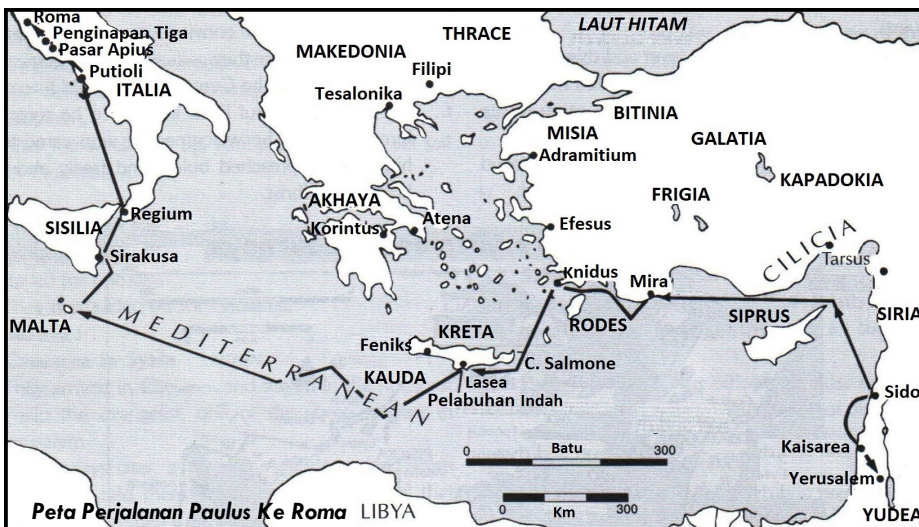 Roma
Penginapan Tiga
Pasar Apius
Putioli
ITALIA
LAUT HITAM
THRACE
MAKEDONIA
Filipi
Tesalonika
BITINIA
MISIA
Adramitium
GALATIA
KAPADOKIA
FRIGIA
AKHAYA
Korintus
Atena
Efesus
Regium
SISILIA
Sirakusa
CILICIA
Tarsus
Knidus
Mira
RODES
SIPRUS
SIRIA
MALTA
MEDITERRANEAN
KRETA
Feniks
KAUDA
Lasea
C. Salmone
Pelabuhan Indah
Sido
Kaisarea
Yerusalem
YUDEA
0 Batu 300
0 Km 300
Peta Perjalanan Paulus Ke Roma
LIBYA